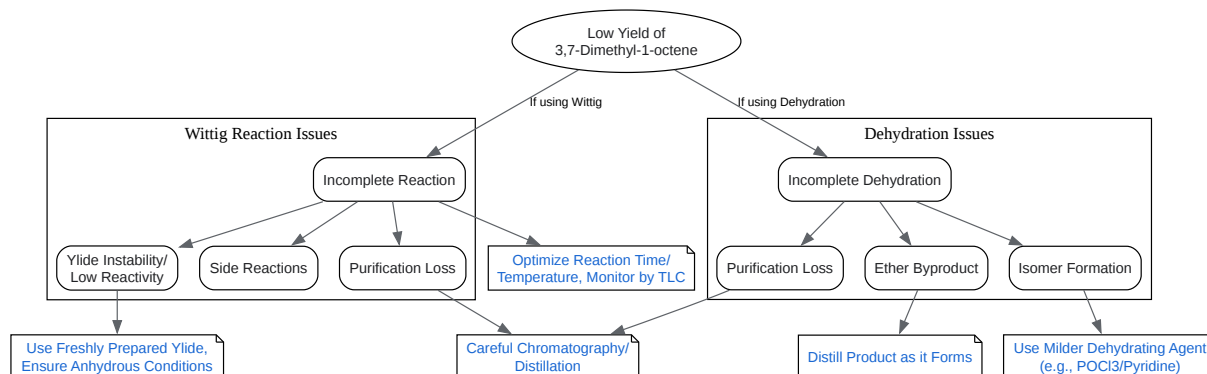 Low Yield of
3,7-Dimethyl-1-octene
If using Wittig
If using Dehydration
Wittig Reaction Issues
Dehydration Issues
Incomplete Reaction
Incomplete Dehydration
Ylide Instability/
Low Reactivity
Side Reactions
Purification Loss
Optimize Reaction Time/
Temperature, Monitor by TLC
Purification Loss
Ether Byproduct
Isomer Formation
Use Freshly Prepared Ylide,
Ensure Anhydrous Conditions
Careful Chromatography/
Distillation
Distill Product as it Forms
Use Milder Dehydrating Agent
(e.g., POCl3/Pyridine)